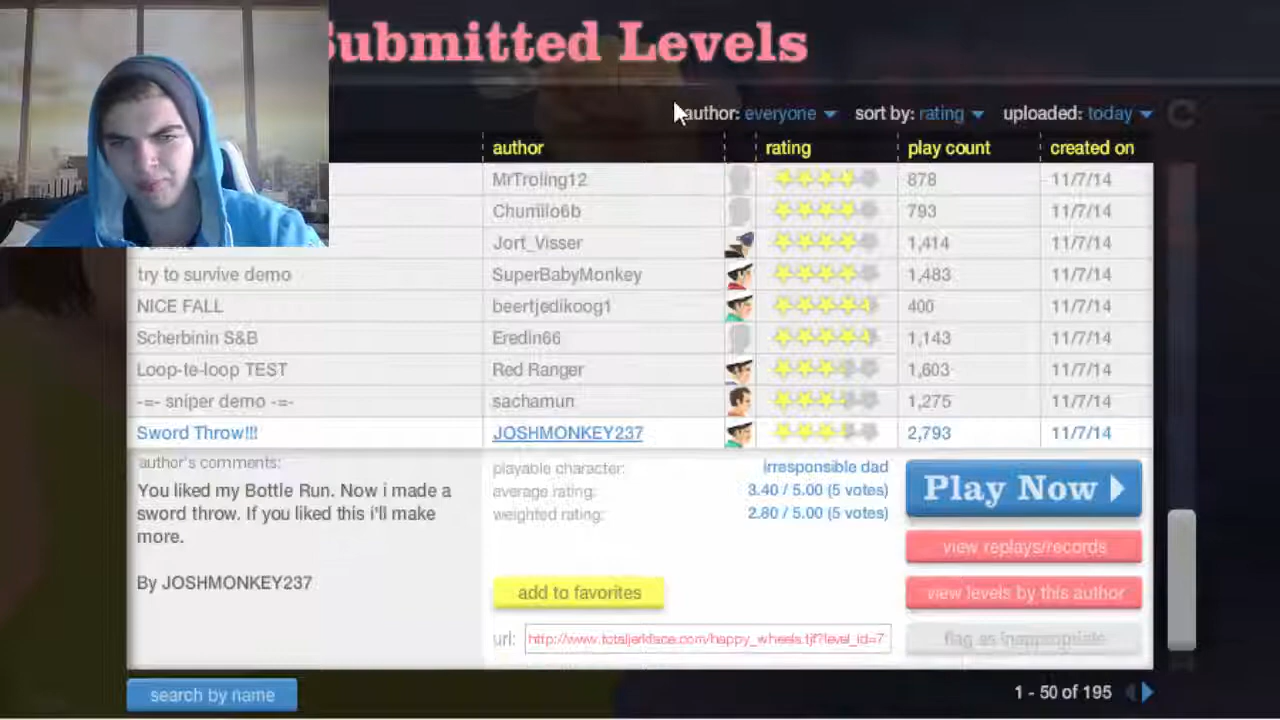 Submitted Levels
author: everyone sort by: rating uploaded: today
author rating play count created on
MrTroling12 878 11/7/14
Chumilo6b 793 11/7/14
Jort_Visser 1,414 11/7/14
try to survive demo SuperBabyMonkey 1,483 11/7/14
NICE FALL beertjedikoog1 400 11/7/14
Scherbinin S&B Eredin66 1,143 11/7/14
Loop-te-loop TEST Red Ranger 1,603 11/7/14
-=- sniper demo -=- sachamun 1,275 11/7/14
Sword Throw!!! JOSHMONKEY237 2,793 11/7/14
author's comments:
You liked my Bottle Run. Now i made a
sword throw. If you liked this i'll make
more.
By JOSHMONKEY237
playable character: irresponsible dad
average rating: 3.40 / 5.00 (5 votes)
weighted rating: 2.80 / 5.00 (5 votes)
add to favorites
url: http://www.totaljerkface.com/happy_wheels.tjf?level_id=7
Play Now
view replays/records
view levels by this author
flag as inappropriate
search by name
1 - 50 of 195